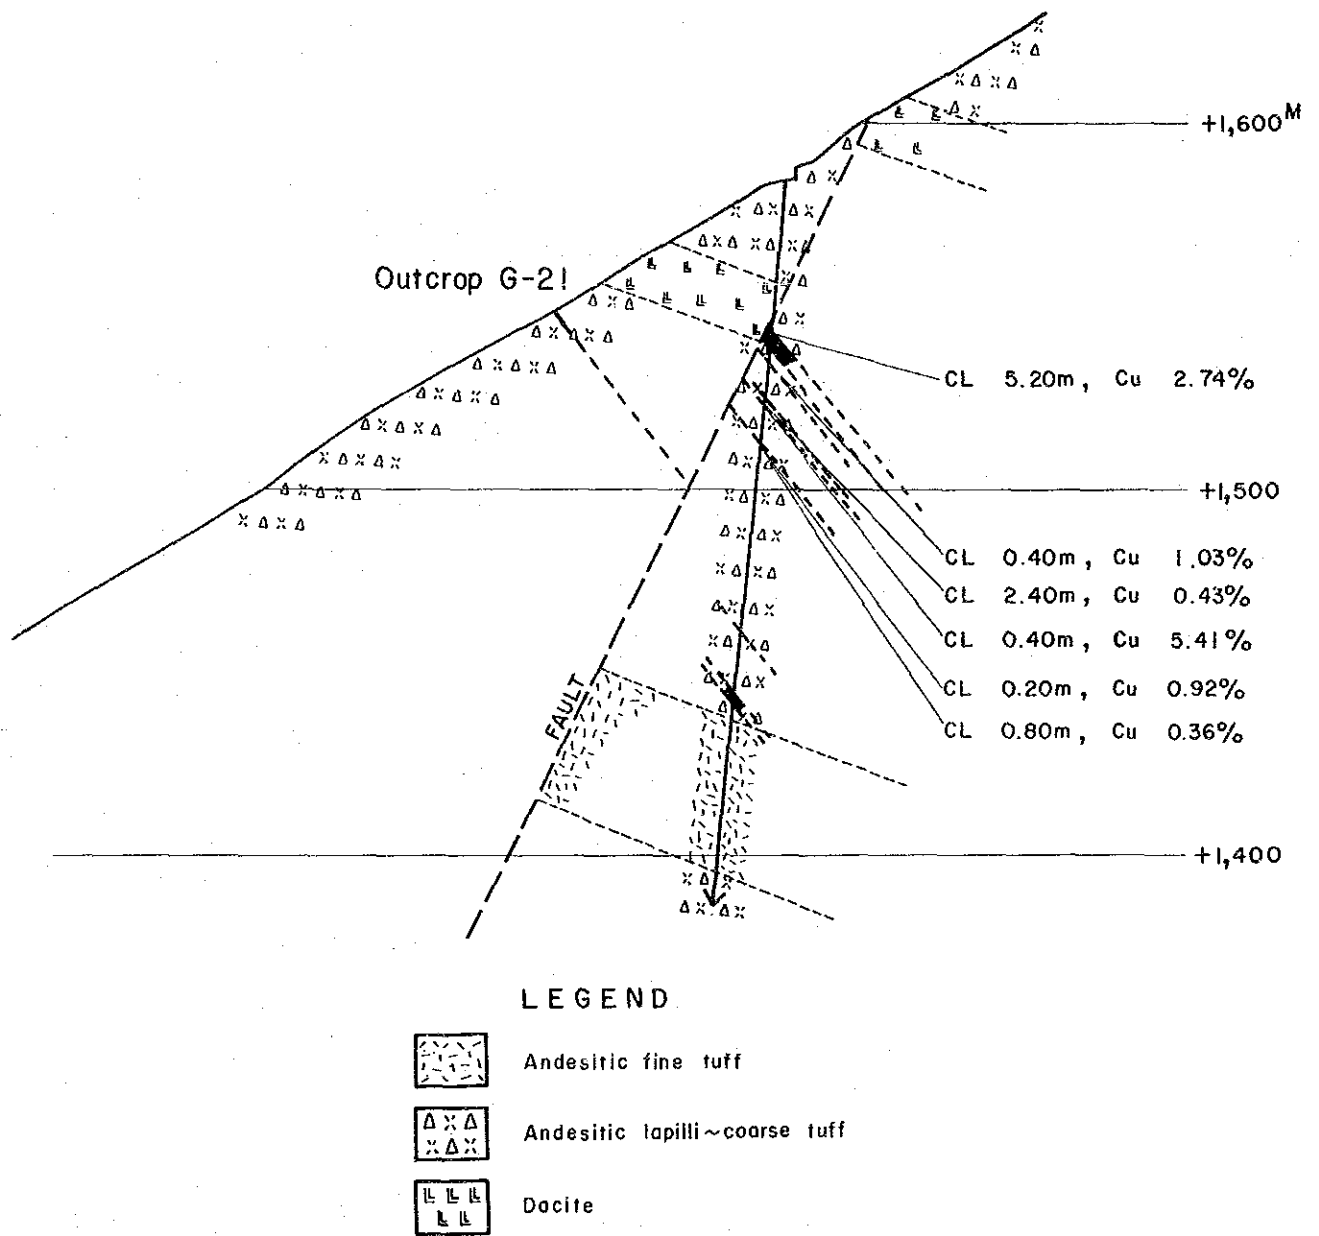 +1,600M
Outcrop G-2!
CL 5.20m, Cu 2.74%
+1,500
CL 0.40m, Cu 1.03%
CL 2.40m, Cu 0.43%
CL 0.40m, Cu 5.41%
CL 0.20m, Cu 0.92%
CL 0.80m, Cu 0.36%
FAULT
+1,400
LEGEND
Andesitic fine tuff
Andesitic lapilli~coarse tuff
Dacite